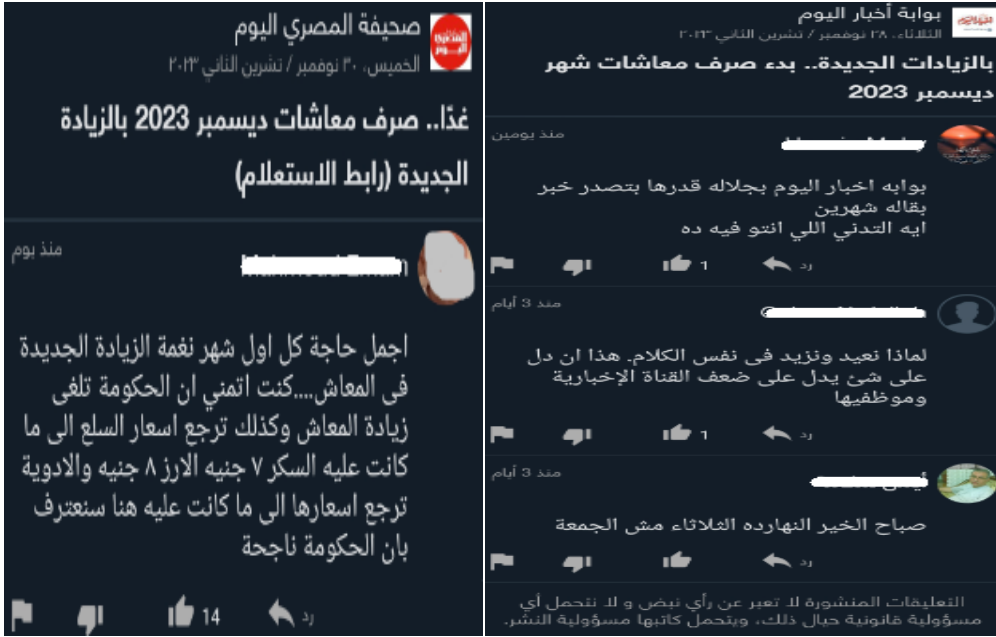 بوابة أخبار اليوم
الثلاثاء، ٢٨ نوفمبر / تشرين الثاني ٢٠٢٣
بالزيادات الجديدة.. بدء صرف معاشات شهر
ديسمبر 2023
منذ يومين
بوابه اخبار اليوم بجلاله قدرها بتصدر خبر
بقاله شهرين
ايه التدني اللي انتو فيه ده
رد
1
منذ 3 أيام
لماذا نعيد ونزيد فى نفس الكلام. هذا ان دل
على شئ يدل على ضعف القناة الإخبارية
وموظفيها
رد
1
منذ 3 أيام
صباح الخير النهارده الثلاثاء مش الجمعة
رد
التعليقات المنشورة لا تعبر عن رأي نبض و لا نتحمل أي
مسؤولية قانونية حيال ذلك، ويتحمل كاتبها مسؤولية النشر.
المصري
اليوم
صحيفة المصري اليوم
الخميس، ٣٠ نوفمبر / تشرين الثاني ٢٠٢٣
غدًا.. صرف معاشات ديسمبر 2023 بالزيادة
الجديدة (رابط الاستعلام)
منذ يوم
اجمل حاجة كل اول شهر نغمة الزيادة الجديدة
فى المعاش....كنت اتمني ان الحكومة تلغى
زيادة المعاش وكذلك ترجع اسعار السلع الى ما
كانت عليه السكر ٧ جنيه الارز ٨ جنيه والادوية
ترجع اسعارها الى ما كانت عليه هنا سنعترف
بان الحكومة ناجحة
رد
14